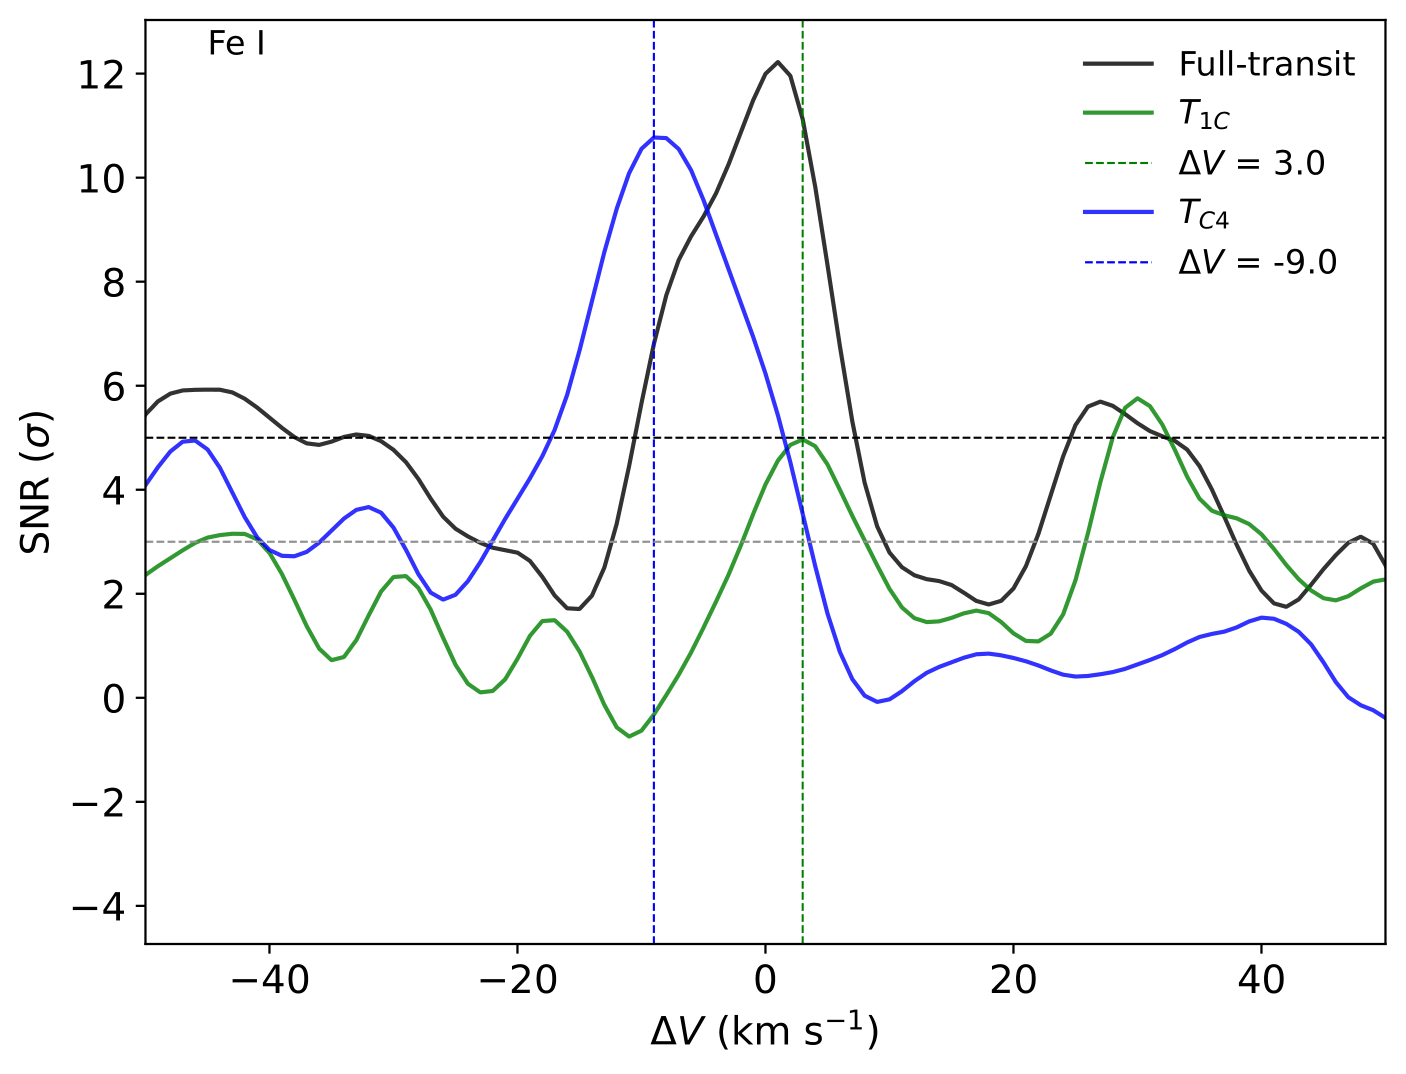 Fe I
Full-transit
T1C
ΔV = 3.0
TC4
ΔV = -9.0
12
10
8
6
4
2
0
−2
−4
SNR (σ)
−40 −20 0 20 40
ΔV (km s−1)